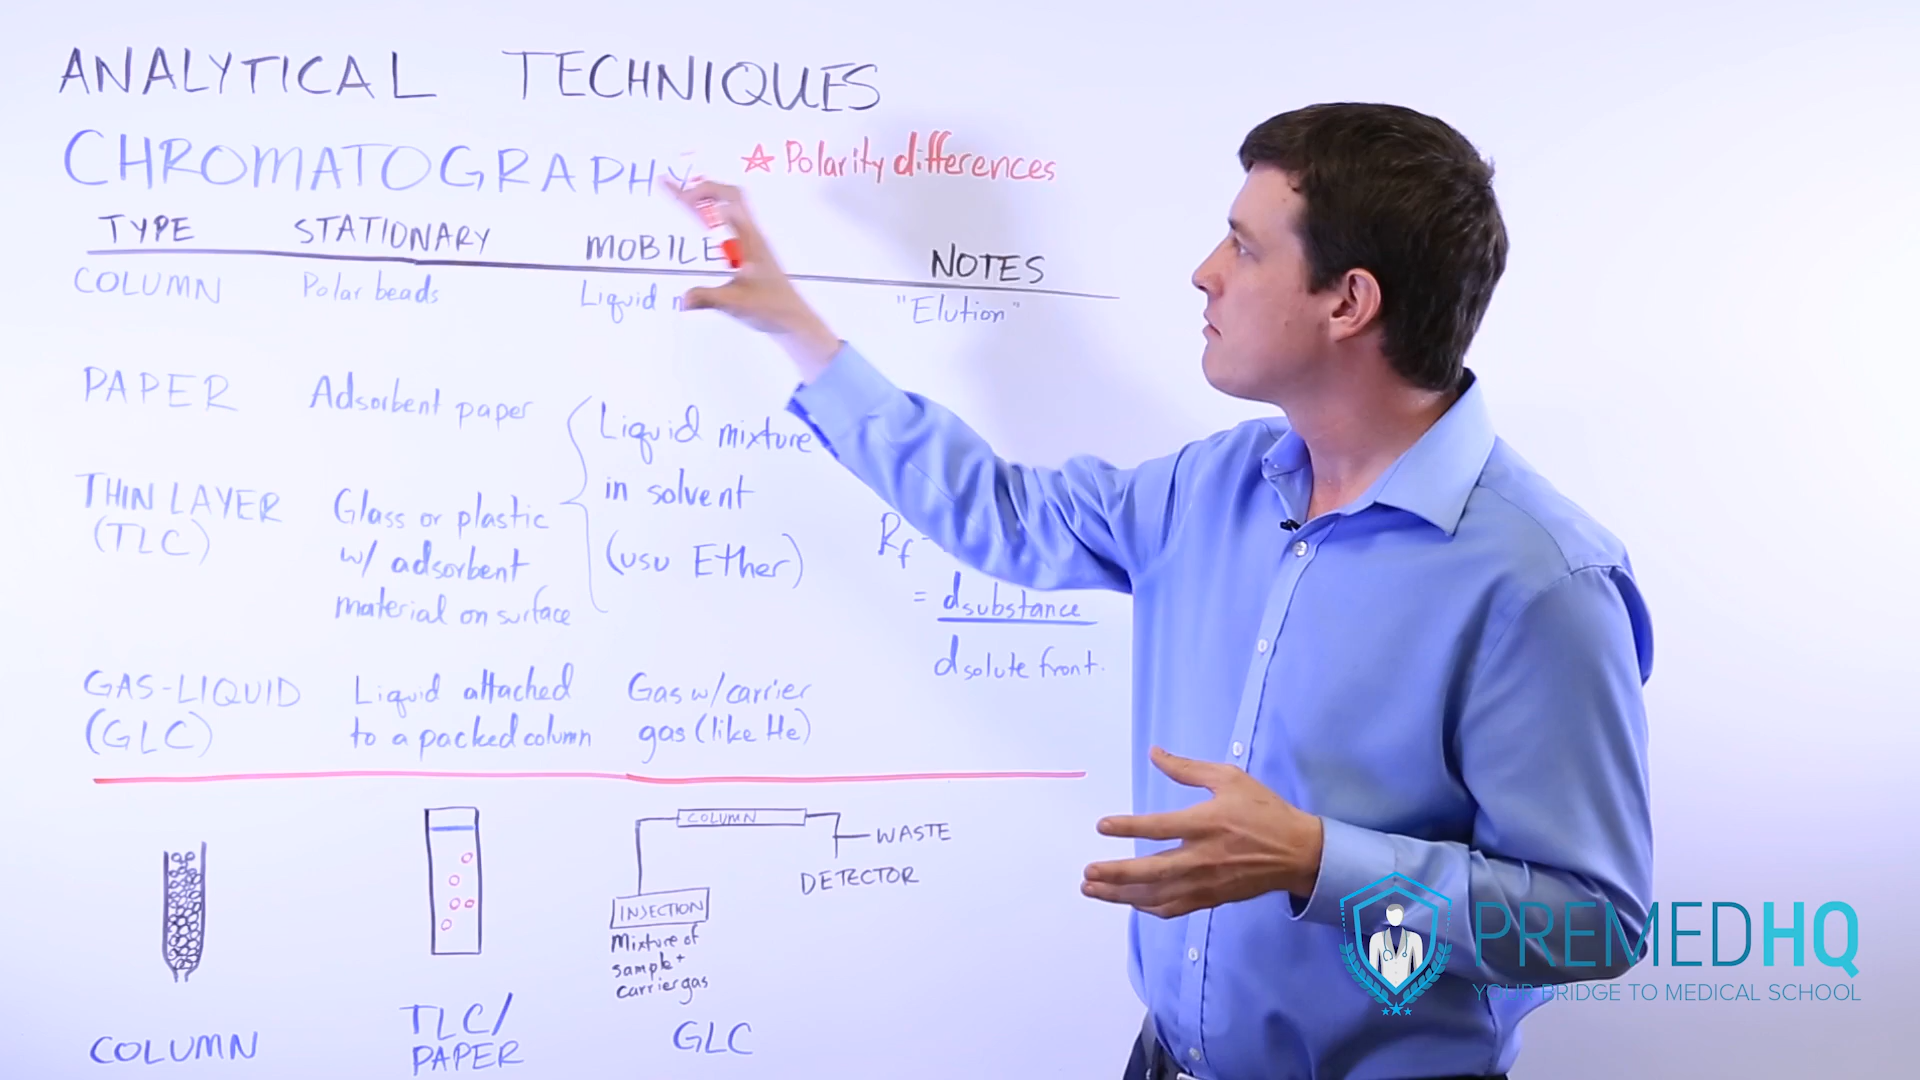 ANALYTICAL TECHNIQUES
CHROMATOGRAPHY ☆ Polarity differences
TYPE STATIONARY MOBILE NOTES
COLUMN Polar beads Liquid "Elution"
PAPER Adsorbent paper Liquid mixture
in solvent
(usu Ether)
THIN LAYER
(TLC)
Glass or plastic
w/ adsorbent
material on surface
Rf
= dsubstance
dsolute front.
GAS-LIQUID
(GLC)
Liquid attached
to a packed column
Gas w/carrier
gas (like He)
COLUMN
WASTE
DETECTOR
INJECTION
Mixture of
sample +
carrier gas
COLUMN
TLC/
PAPER
GLC
PREMEDHQ
YOUR BRIDGE TO MEDICAL SCHOOL